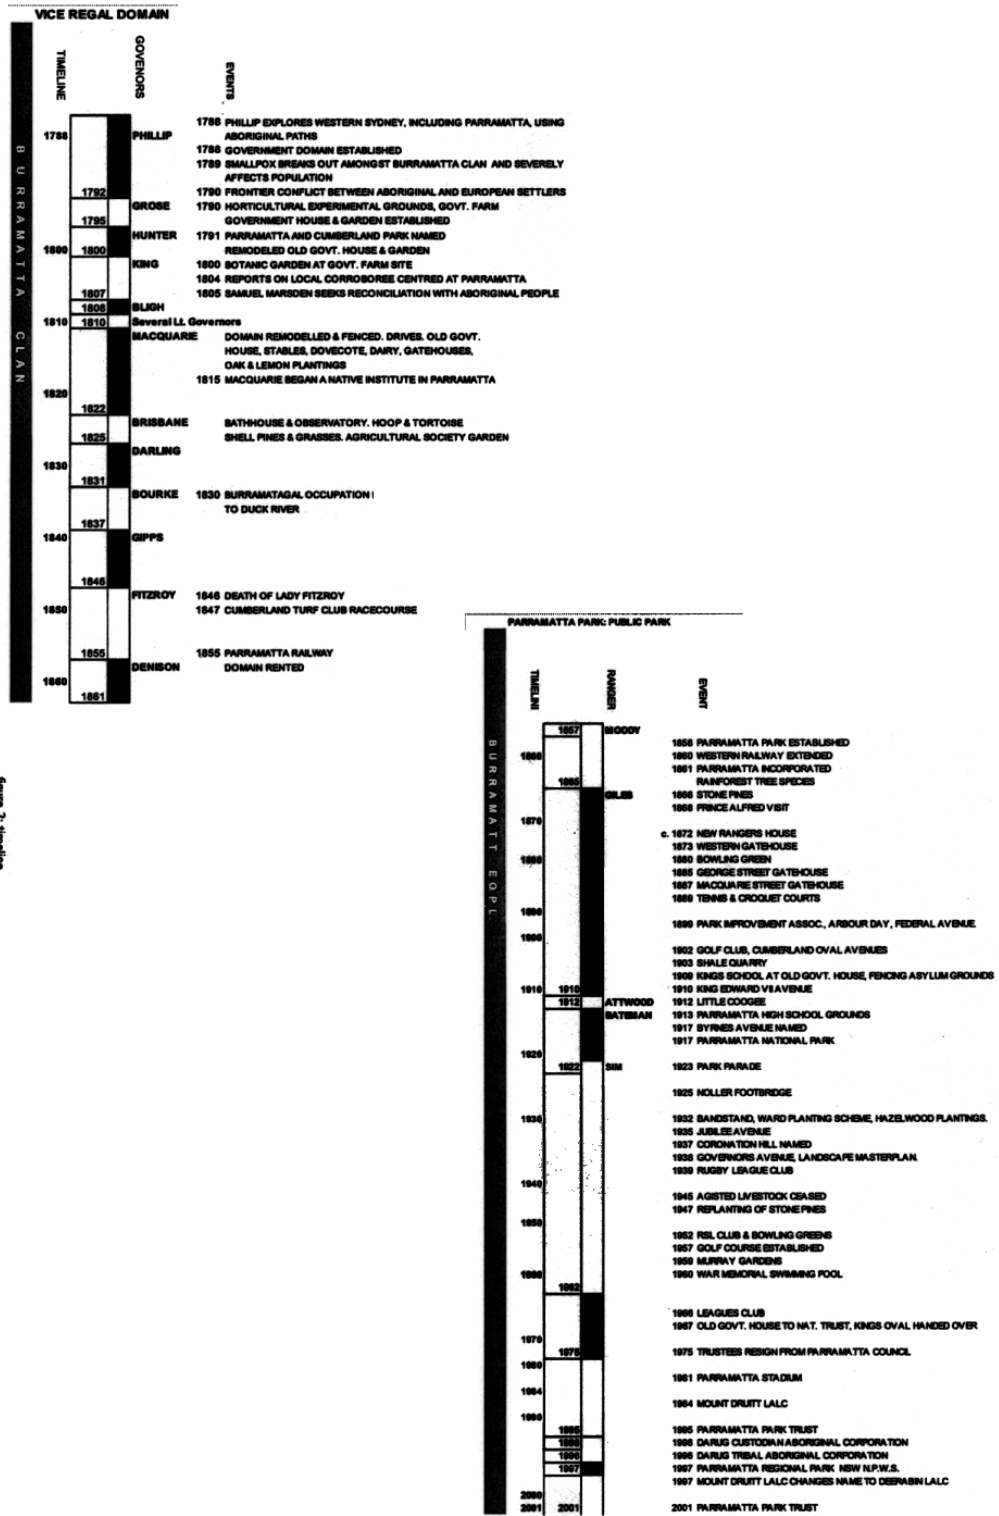 VICE REGAL DOMAIN
BURRAMATTA CLAN
TIMELINE
GOVENORS
EVENTS
1788 PHILLIP 1788 PHILLIP EXPLORES WESTERN SYDNEY, INCLUDING PARRAMATTA, USING
ABORIGINAL PATHS
1788 GOVERNMENT DOMAIN ESTABLISHED
1789 SMALLPOX BREAKS OUT AMONGST BURRAMATTA CLAN AND SEVERELY
AFFECTS POPULATION
1792 1790 FRONTIER CONFLICT BETWEEN ABORIGINAL AND EUROPEAN SETTLERS
GROSE 1790 HORTICULTURAL EXPERIMENTAL GROUNDS, GOVT. FARM
1795 GOVERNMENT HOUSE & GARDEN ESTABLISHED
HUNTER 1791 PARRAMATTA AND CUMBERLAND PARK NAMED
1800 1800 REMODELED OLD GOVT. HOUSE & GARDEN
KING 1800 BOTANIC GARDEN AT GOVT. FARM SITE
1804 REPORTS ON LOCAL CORROBOREE CENTRED AT PARRAMATTA
1807 1805 SAMUEL MARSDEN SEEKS RECONCILIATION WITH ABORIGINAL PEOPLE
1808 BLIGH
1810 1810 Several Lt. Governors
MACQUARIE DOMAIN REMODELLED & FENCED. DRIVES. OLD GOVT.
HOUSE, STABLES, DOVECOTE, DAIRY, GATEHOUSES,
OAK & LEMON PLANTINGS
1815 MACQUARIE BEGAN A NATIVE INSTITUTE IN PARRAMATTA
1820
1822
BRISBANE BATHHOUSE & OBSERVATORY. HOOP & TORTOISE
1825 SHELL PINES & GRASSES. AGRICULTURAL SOCIETY GARDEN
DARLING
1830
1831
BOURKE 1830 BURRAMATAGAL OCCUPATION
TO DUCK RIVER
1837
1840 GIPPS
1846
FITZROY 1846 DEATH OF LADY FITZROY
1850 1847 CUMBERLAND TURF CLUB RACECOURSE
1855 1855 PARRAMATTA RAILWAY
DENISON DOMAIN RENTED
1860
1861
figure 2: timeline
PARRAMATTA PARK: PUBLIC PARK
BURRAMATT EOPL
TIMELINI
RANGER
EVENT
1857 MOODY
1858 PARRAMATTA PARK ESTABLISHED
1860 1860 WESTERN RAILWAY EXTENDED
1861 PARRAMATTA INCORPORATED
1865 RAINFOREST TREE SPECIES
GILES 1866 STONE PINES
1868 PRINCE ALFRED VISIT
1870
c. 1872 NEW RANGERS HOUSE
1873 WESTERN GATEHOUSE
1880 1880 BOWLING GREEN
1885 GEORGE STREET GATEHOUSE
1887 MACQUARIE STREET GATEHOUSE
1889 TENNIS & CROQUET COURTS
1890
1899 PARK IMPROVEMENT ASSOC., ARBOUR DAY, FEDERAL AVENUE
1900
1902 GOLF CLUB, CUMBERLAND OVAL AVENUES
1903 SHALE QUARRY
1909 KINGS SCHOOL AT OLD GOVT. HOUSE, FENCING ASYLUM GROUNDS
1910 1910 1910 KING EDWARD VII AVENUE
1912 ATTWOOD 1912 LITTLE COOGEE
BATEMAN 1913 PARRAMATTA HIGH SCHOOL GROUNDS
1917 BYRNES AVENUE NAMED
1917 PARRAMATTA NATIONAL PARK
1920
1922 SIM 1923 PARK PARADE
1925 NOLLER FOOTBRIDGE
1930 1932 BANDSTAND, WARD PLANTING SCHEME, HAZELWOOD PLANTINGS.
1935 JUBILEE AVENUE
1937 CORONATION HILL NAMED
1938 GOVERNORS AVENUE, LANDSCAPE MASTERPLAN.
1939 RUGBY LEAGUE CLUB
1940
1945 AGISTED LIVESTOCK CEASED
1947 REPLANTING OF STONE PINES
1950
1952 RSL CLUB & BOWLING GREENS
1957 GOLF COURSE ESTABLISHED
1959 MURRAY GARDENS
1960 1960 WAR MEMORIAL SWIMMING POOL
1962
1966 LEAGUES CLUB
1967 OLD GOVT. HOUSE TO NAT. TRUST, KINGS OVAL HANDED OVER
1970
1975 1975 TRUSTEES RESIGN FROM PARRAMATTA COUNCIL
1980
1981 PARRAMATTA STADIUM
1984
1984 MOUNT DRUITT LALC
1990
1995 1995 PARRAMATTA PARK TRUST
1996 1996 DARUG CUSTODIAN ABORIGINAL CORPORATION
1996 1996 DARUG TRIBAL ABORIGINAL CORPORATION
1997 1997 PARRAMATTA REGIONAL PARK NSW N.P.W.S.
1997 MOUNT DRUITT LALC CHANGES NAME TO DEERABIN LALC
2000
2001 2001 2001 PARRAMATTA PARK TRUST